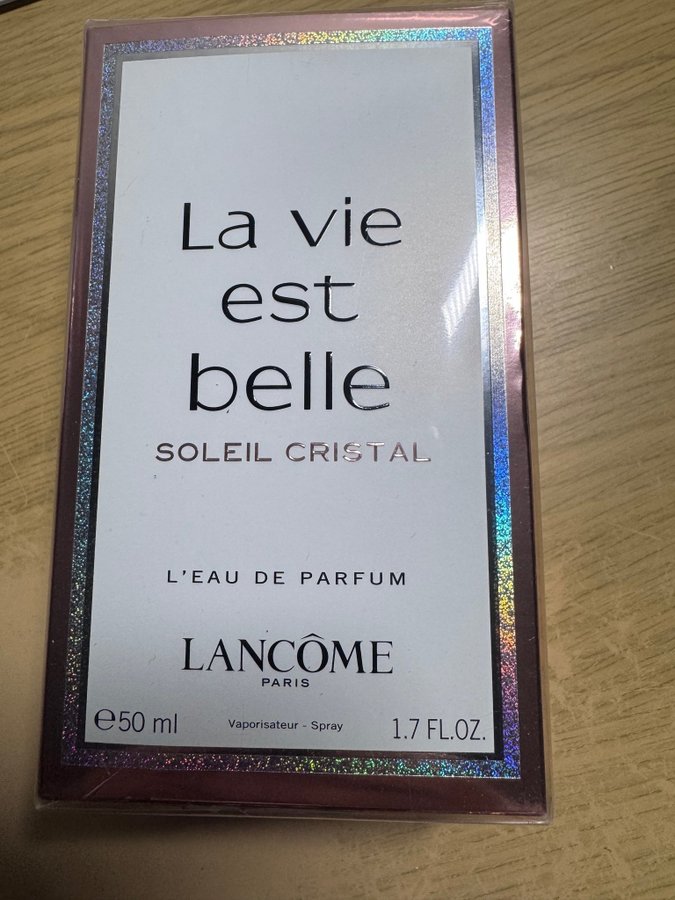 La vie
est
belle
SOLEIL CRISTAL
L'EAU DE PARFUM
LANCÔME
PARIS
℮50 ml Vaporisateur - Spray 1.7 FL.OZ.